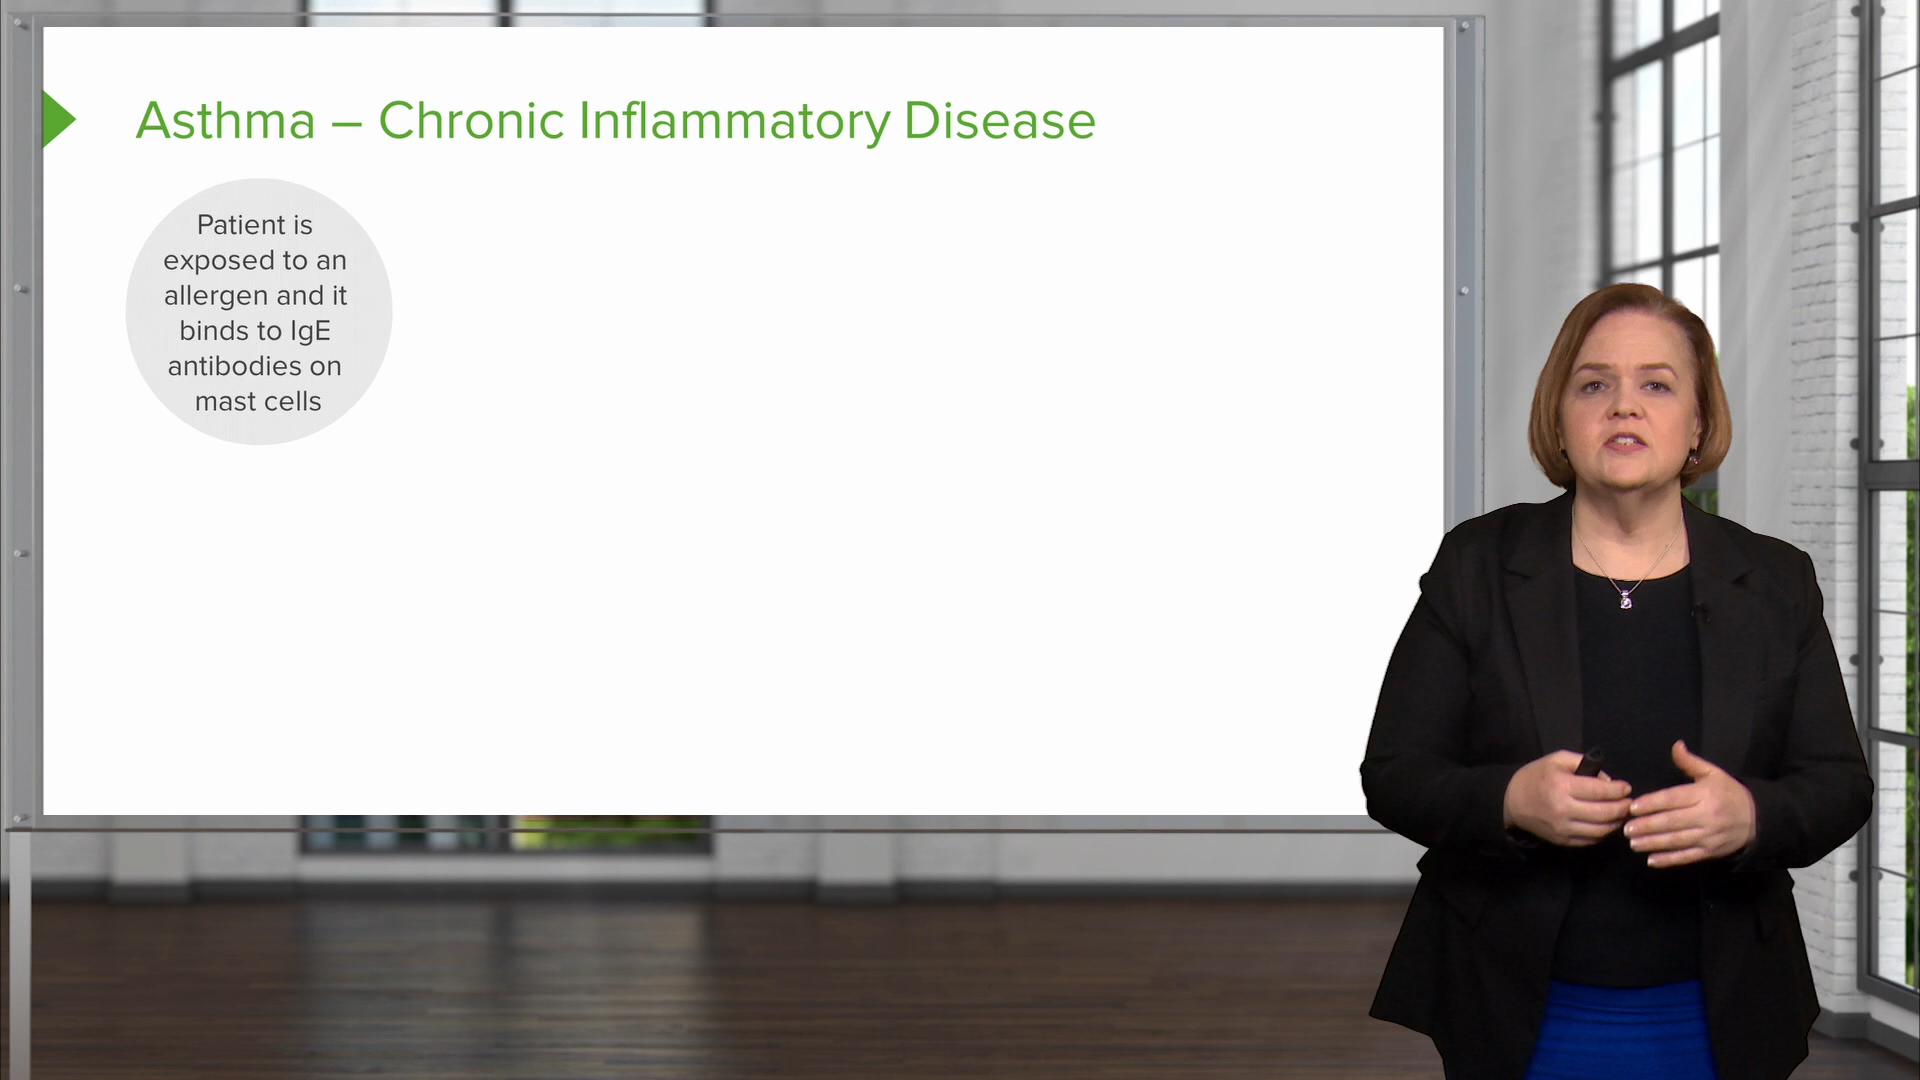 Asthma – Chronic Inflammatory Disease
Patient is
exposed to an
allergen and it
binds to IgE
antibodies on
mast cells